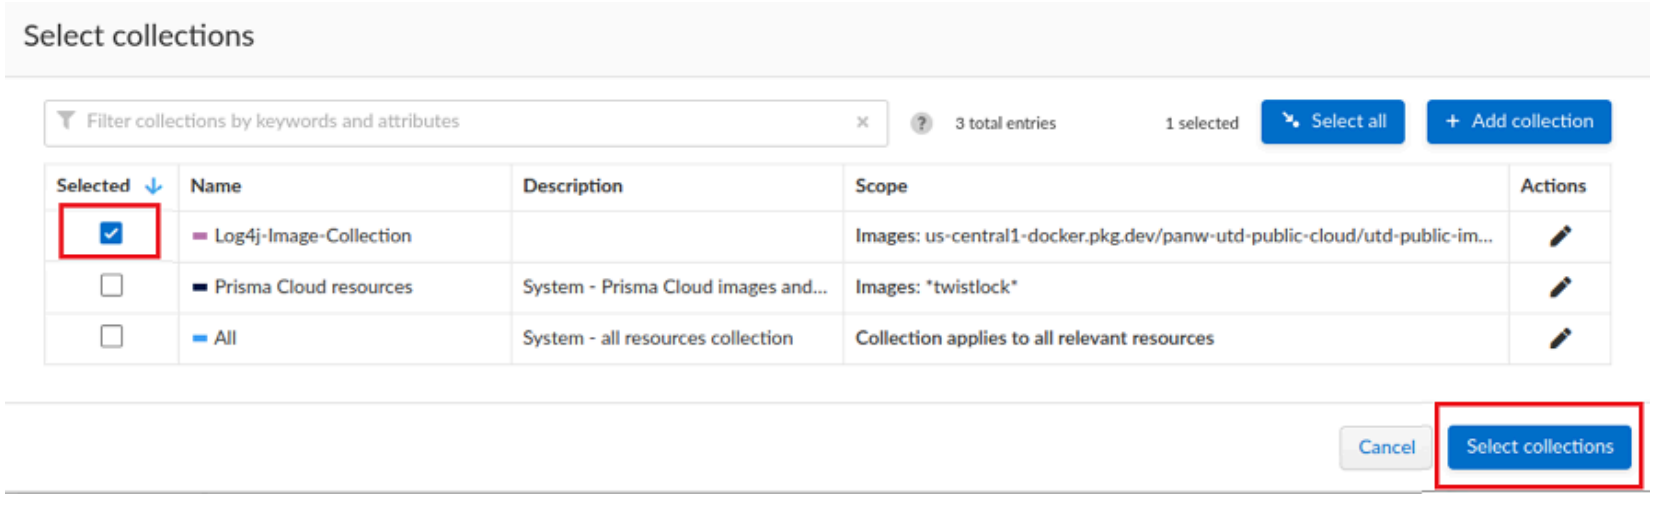 Select collections
Filter collections by keywords and attributes × ? 3 total entries 1 selected Select all + Add collection
Selected Name Description Scope Actions
Log4j-Image-Collection Images: us-central1-docker.pkg.dev/panw-utd-public-cloud/utd-public-im...
Prisma Cloud resources System - Prisma Cloud images and... Images: *twistlock*
All System - all resources collection Collection applies to all relevant resources
Cancel Select collections